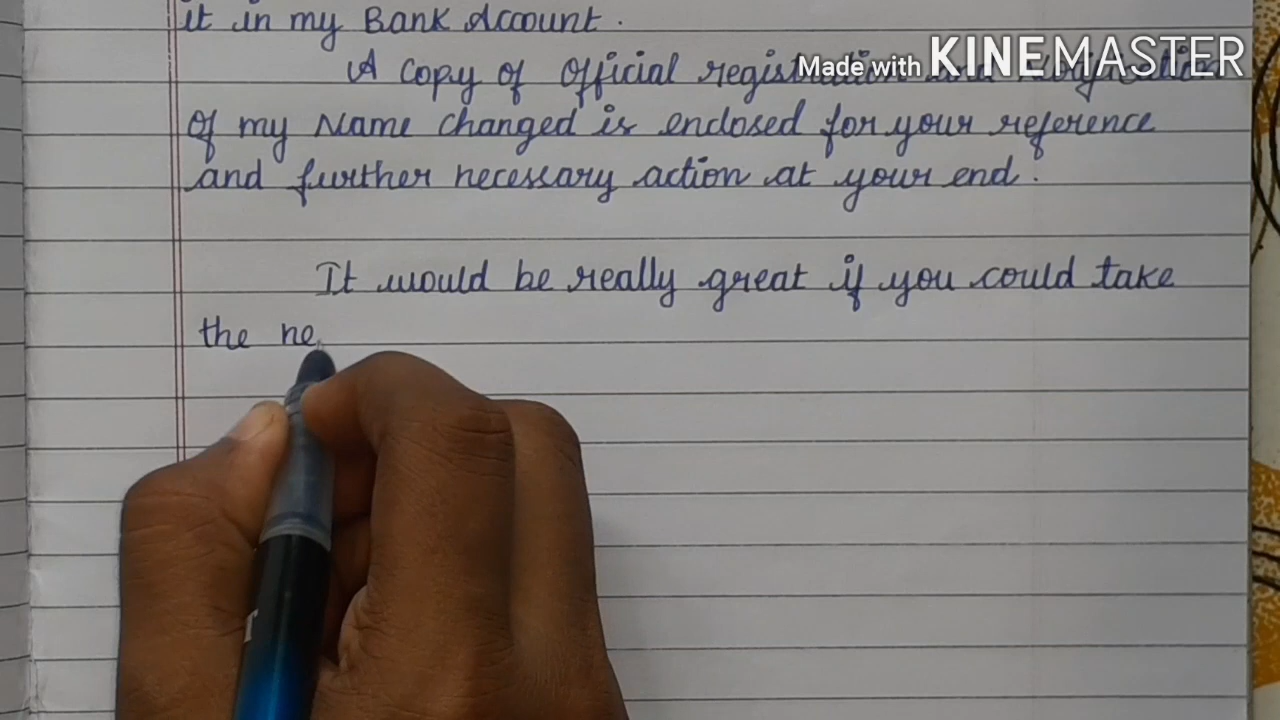 it in my Bank Account.
A Copy of Official
Made with KINEMASTER
of my Name Changed is enclosed for your reference
and further necessary action at your end.
It would be really great if you could take
the ne